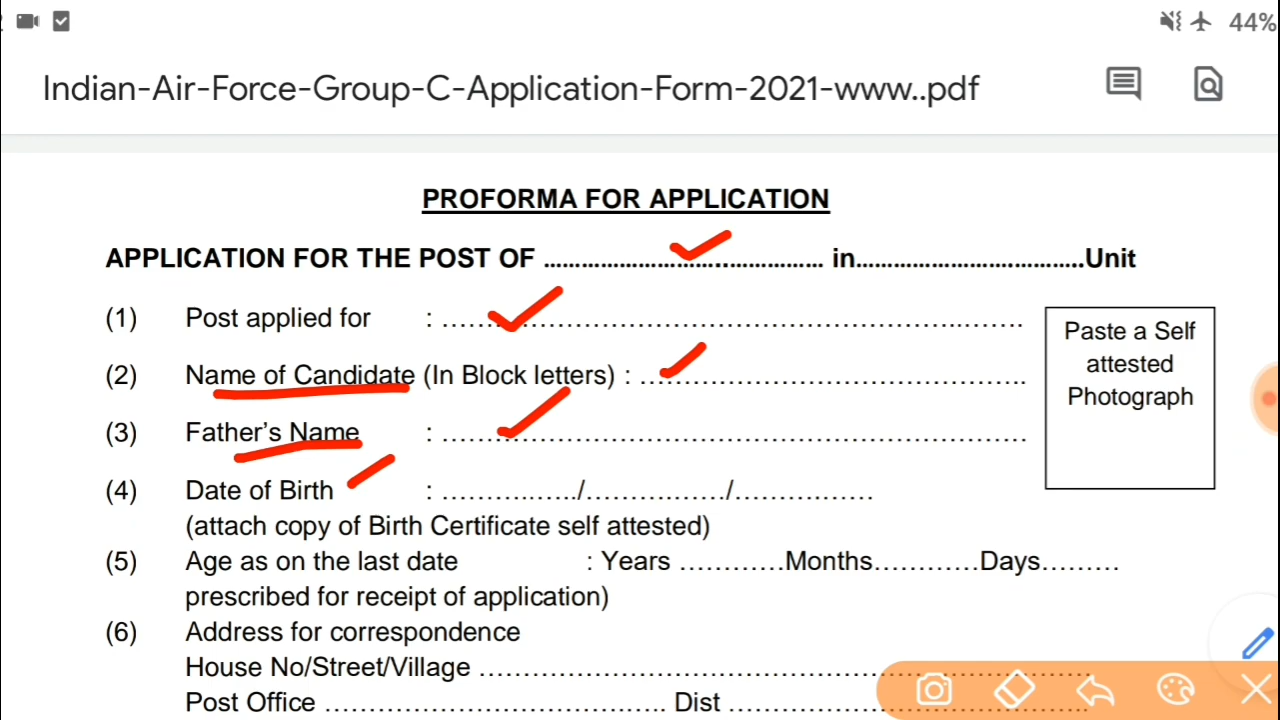 44%
Indian-Air-Force-Group-C-Application-Form-2021-www..pdf
PROFORMA FOR APPLICATION
APPLICATION FOR THE POST OF ................................... in.................................Unit
(1) Post applied for : ......................................................................
(2) Name of Candidate (In Block letters) : ..............................................
(3) Father's Name : ......................................................................
(4) Date of Birth : ................/................/................
(attach copy of Birth Certificate self attested)
(5) Age as on the last date : Years ............Months............Days.........
prescribed for receipt of application)
(6) Address for correspondence
House No/Street/Village ......................................................................
Post Office ....................................... Dist ........................................
Paste a Self
attested
Photograph